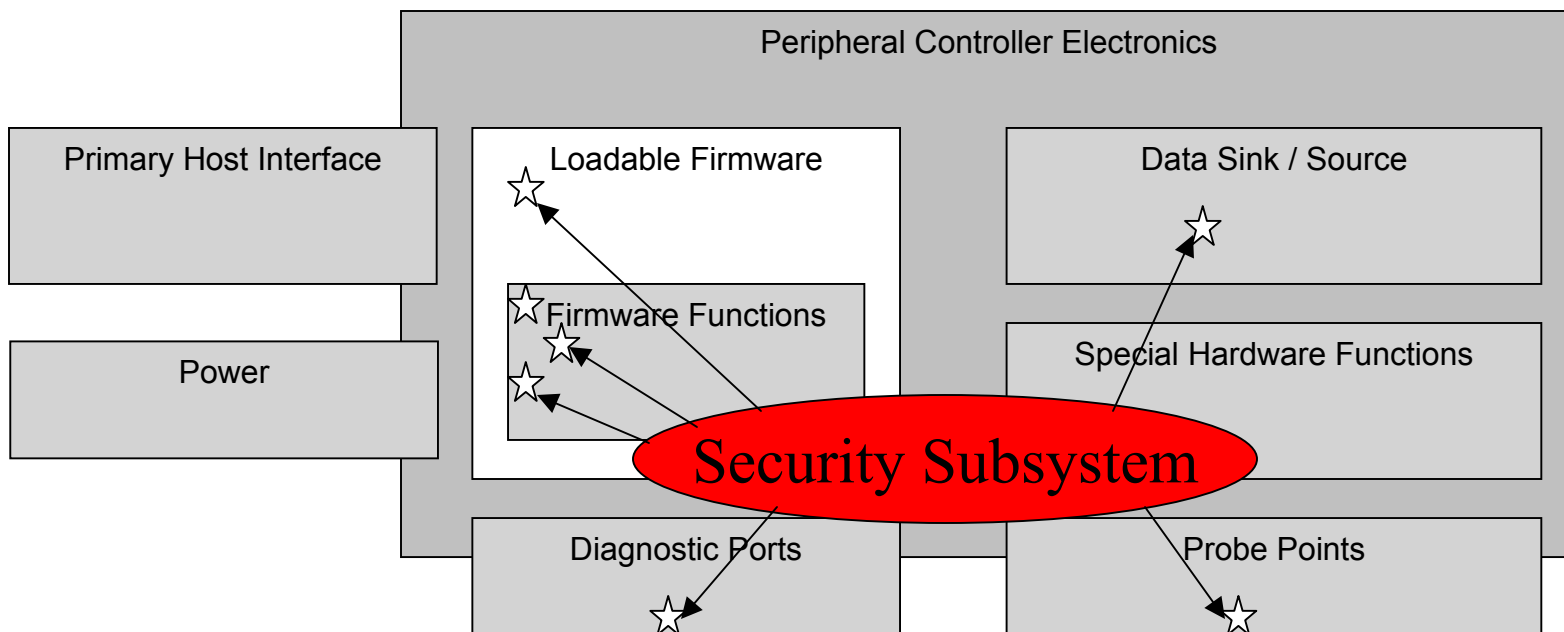 Peripheral Controller Electronics
Primary Host Interface
Loadable Firmware
Data Sink / Source
Firmware Functions
Power
Special Hardware Functions
Security Subsystem
Diagnostic Ports
Probe Points